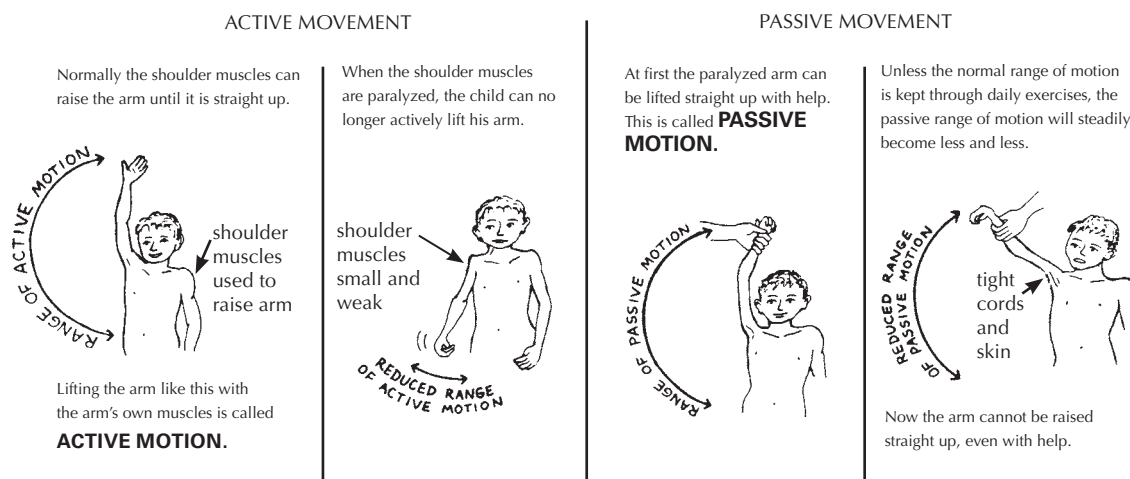 ACTIVE MOVEMENT
Normally the shoulder muscles can
raise the arm until it is straight up.
RANGE OF ACTIVE MOTION
shoulder
muscles
used to
raise arm
Lifting the arm like this with
the arm's own muscles is called
ACTIVE MOTION.
When the shoulder muscles
are paralyzed, the child can no
longer actively lift his arm.
shoulder
muscles
small and
weak
REDUCED RANGE
OF ACTIVE MOTION
PASSIVE MOVEMENT
At first the paralyzed arm can
be lifted straight up with help.
This is called PASSIVE
MOTION.
RANGE OF PASSIVE MOTION
Unless the normal range of motion
is kept through daily exercises, the
passive range of motion will steadily
become less and less.
REDUCED RANGE
OF PASSIVE MOTION
tight
cords
and
skin
Now the arm cannot be raised
straight up, even with help.